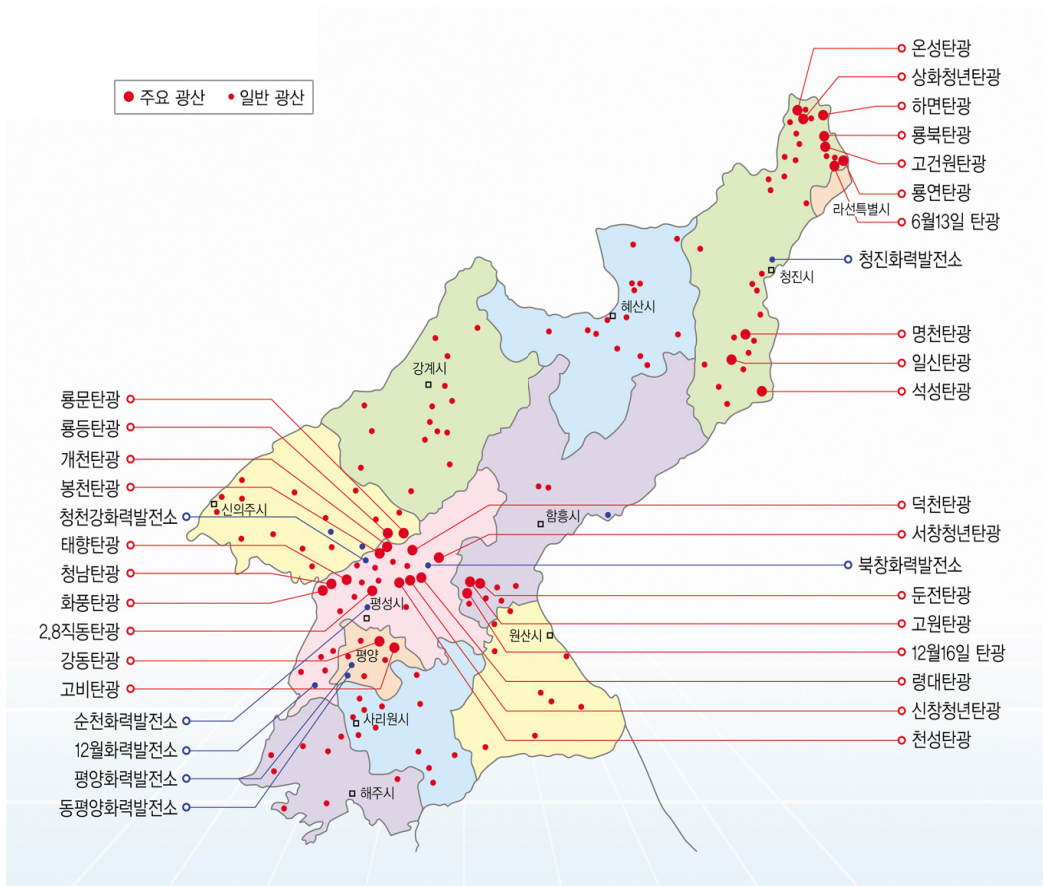 주요 광산
일반 광산
온성탄광
상화청년탄광
하면탄광
룡북탄광
고건원탄광
룡연탄광
라선특별시
6월13일 탄광
청진화력발전소
청진시
혜산시
명천탄광
일신탄광
석성탄광
강계시
룡문탄광
룡등탄광
개천탄광
봉천탄광
청천강화력발전소
태향탄광
청남탄광
화풍탄광
2,8직동탄광
강동탄광
고비탄광
순천화력발전소
12월화력발전소
평양화력발전소
동평양화력발전소
신의주시
함흥시
평성시
원산시
평양
사리원시
해주시
덕천탄광
서창청년탄광
북창화력발전소
둔전탄광
고원탄광
12월16일 탄광
령대탄광
신창청년탄광
천성탄광